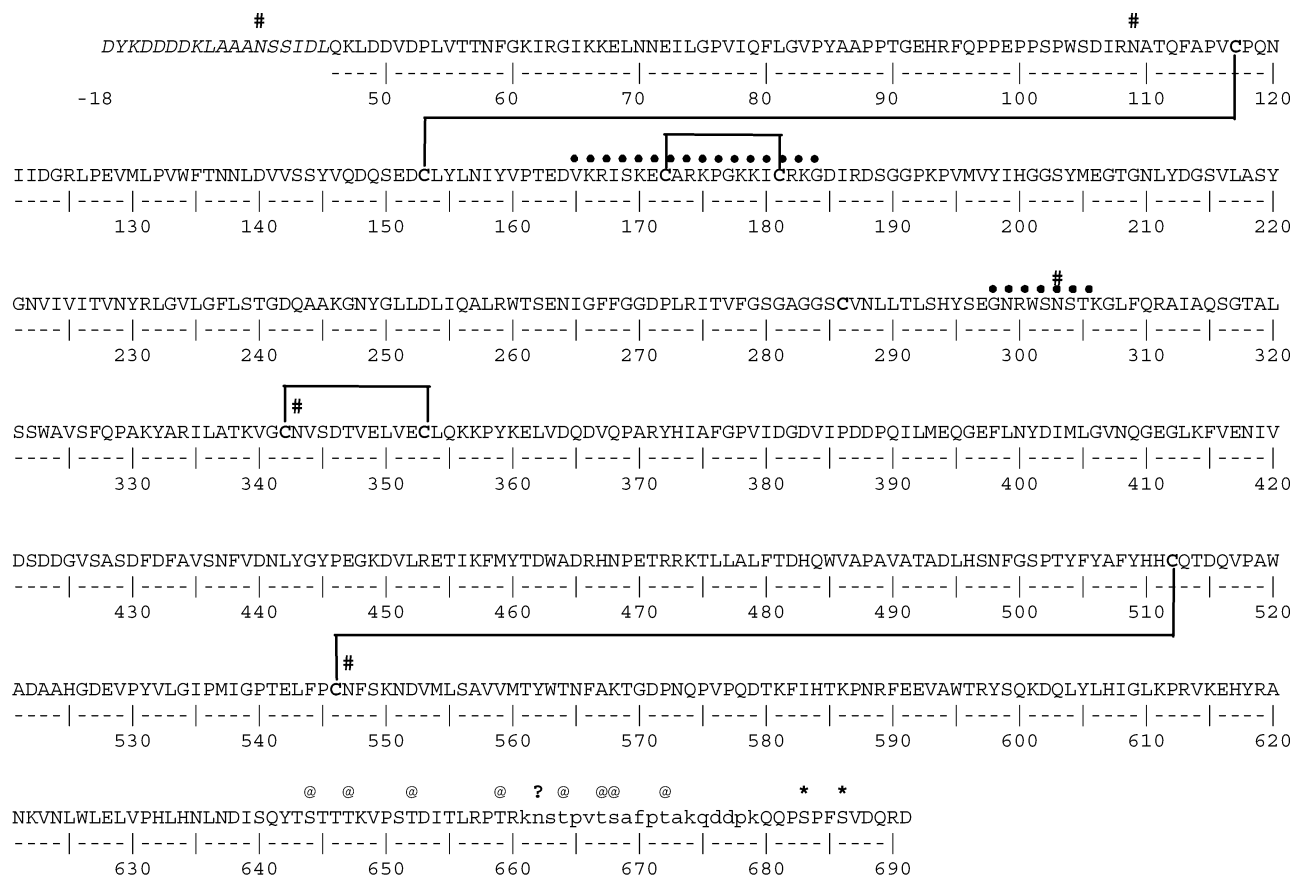 # #
DYKDDDDKLAAANSSIDLQKLDDVDPLVTTNFGKIRGIKKELNNEILGPVIQFLGVPYAAPPTGEHRFQPPEPPSPWSDIRNATQFAPVCPQN
----|----|----|----|----|----|----|----|----|----|----|----|----|----|----|
-18 50 60 70 80 90 100 110 120
IIDGRLPEVMLPVWFTNNLDVVSSYVQDQSEDCLYLNIYVPTEDVKRISKECARKPGKKICRKGDIRDSGGPKPVMVYIHGGSYMEGTGNLYDGSVLASY
----|----|----|----|----|----|----|----|----|----|----|----|----|----|----|----|----|----|----|----|
130 140 150 160 170 180 190 200 210 220
#
GNVIVITVNYRLGVLGFLSTGDQAAKGNYGLLDLIQALRWTSENIGFFGGDPLRITVFGSGAGGSCVNLLTLSHYSEGNRWSNSTKGLFQRAIAQSGTAL
----|----|----|----|----|----|----|----|----|----|----|----|----|----|----|----|----|----|----|----|
230 240 250 260 270 280 290 300 310 320
#
SSWAVSFQPAKYARILATKVGCNVSDTVELVECLQKKPYKELVDQDVQPARYHIAFGPVIDGDVIPDDPQILMEQGEFLNYDIMLGVNQGEGLKFVENIV
----|----|----|----|----|----|----|----|----|----|----|----|----|----|----|----|----|----|----|----|
330 340 350 360 370 380 390 400 410 420
DSDDGVSASDFDFAVSNFVDNLYGYPEGKDVLRETIKFMYTDWADRHNPETRRKTLLALFTDHQWVAPAVATADLHSNFGSPTYFYAFYHHCQTDQVPAW
----|----|----|----|----|----|----|----|----|----|----|----|----|----|----|----|----|----|----|----|
430 440 450 460 470 480 490 500 510 520
#
ADAAHGDEVPYVLGIPMIGPTELFPCNFSKNDVMLSAVVMTYWTNFAKTGDPNQPVPQDTKFIHTKPNRFEEVAWTRYSQKDQLYLHIGLKPRVKEHYRA
----|----|----|----|----|----|----|----|----|----|----|----|----|----|----|----|----|----|----|----|
530 540 550 560 570 580 590 600 610 620
@ @ @ @ ? @ @@ @ * *
NKVNLWLELVPHLHNLNDISQYTSTTTKVPSTDITLRPTRknstpvtsafptakqddpkQQPSPFSVDQRD
----|----|----|----|----|----|----|----|----|----|----|----|----|----|
630 640 650 660 670 680 690